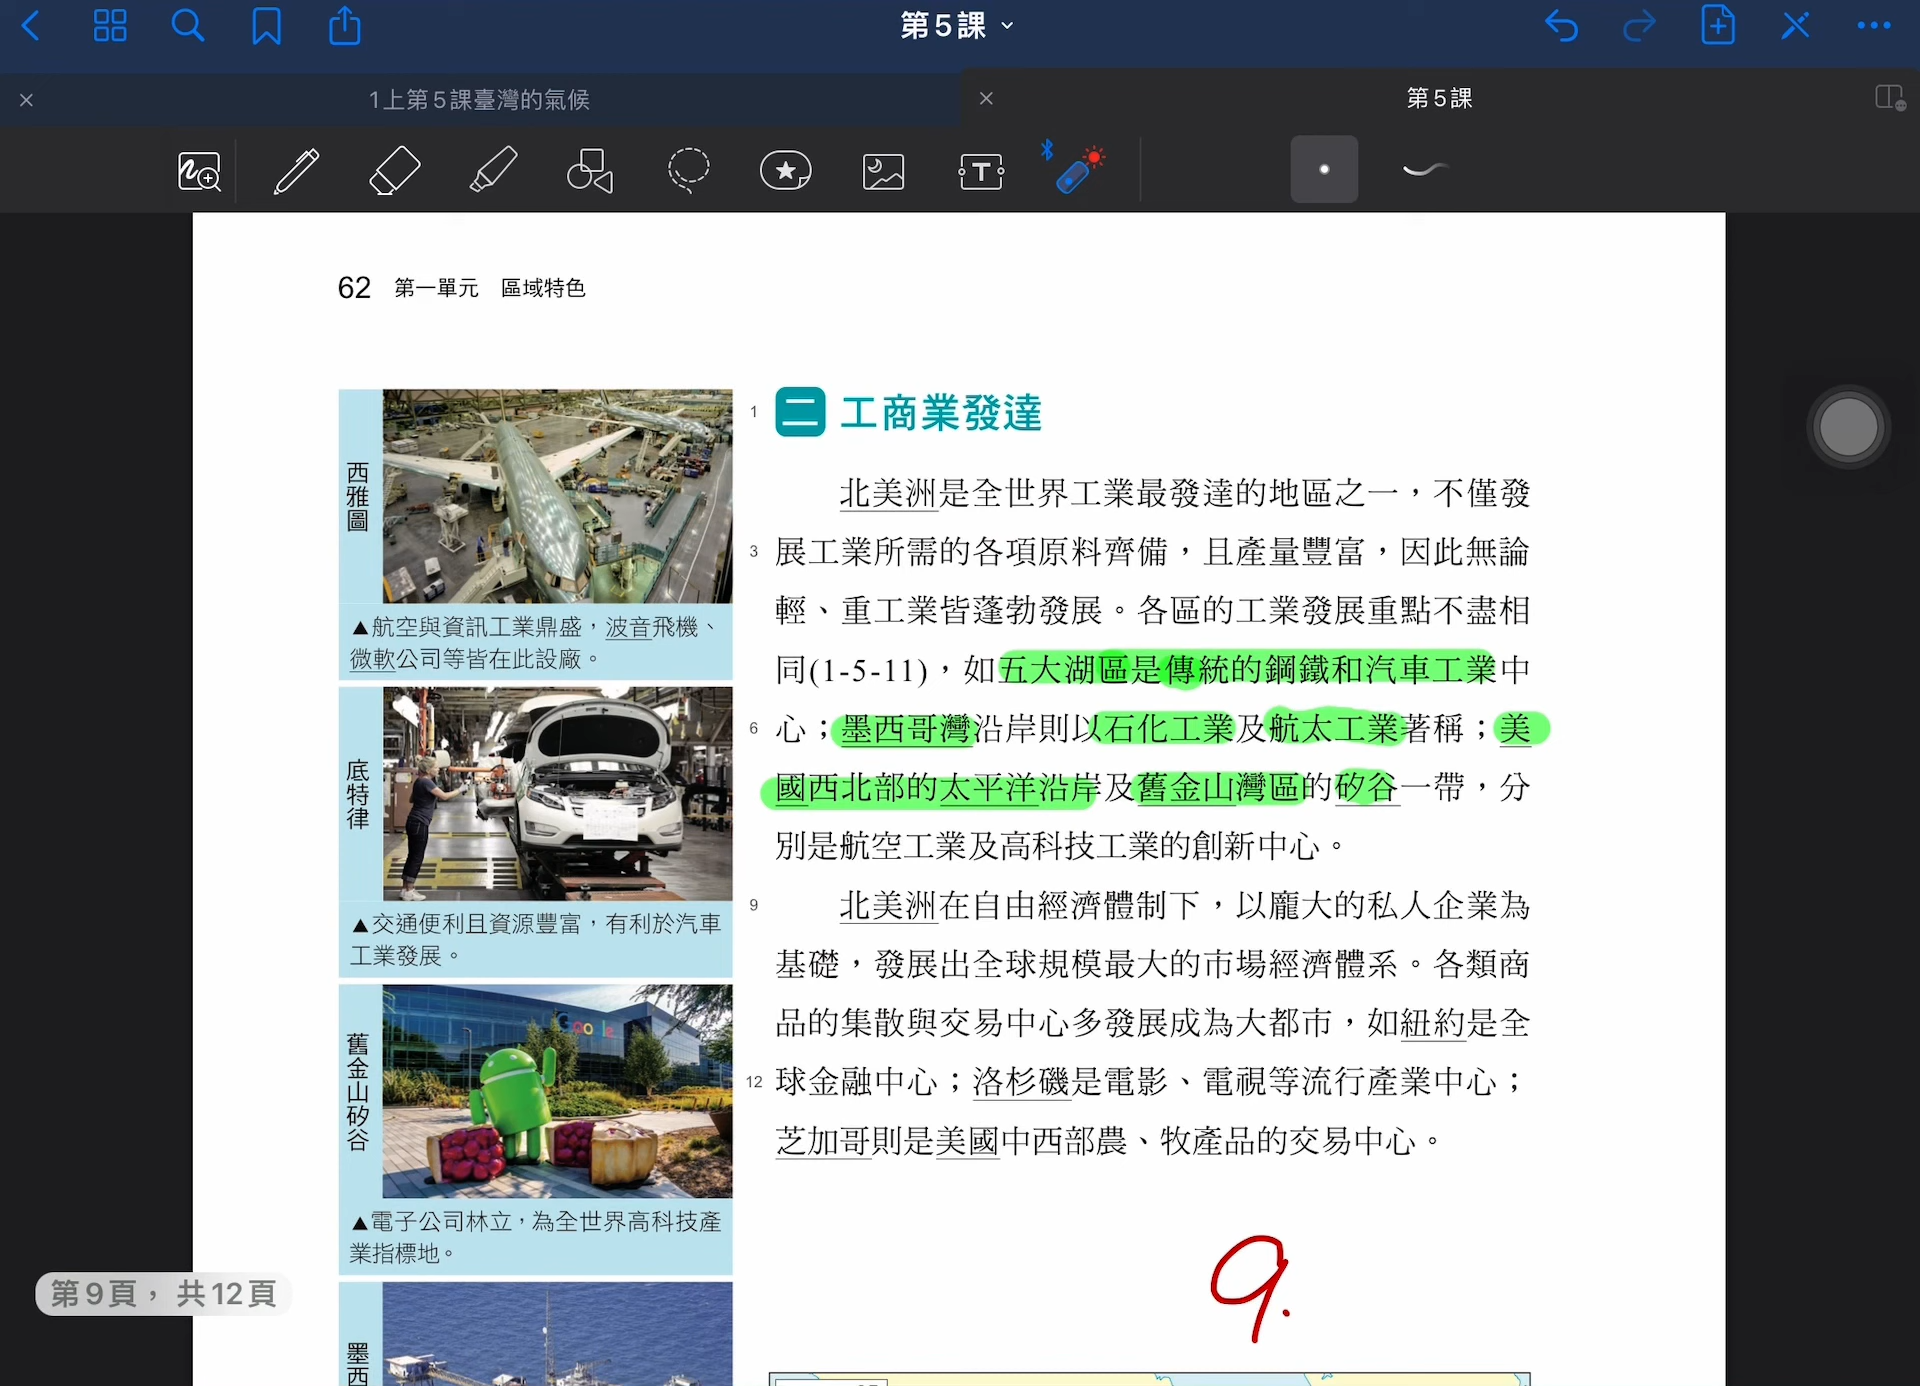 第5課
1上第5課臺灣的氣候
第5課
62 第一單元 區域特色
西雅圖
▲航空與資訊工業鼎盛，波音飛機、
微軟公司等皆在此設廠。
底特律
▲交通便利且資源豐富，有利於汽車
工業發展。
Google
舊金山矽谷
▲電子公司林立，為全世界高科技產
業指標地。
墨西
1 二 工商業發達
北美洲是全世界工業最發達的地區之一，不僅發
3 展工業所需的各項原料齊備，且產量豐富，因此無論
輕、重工業皆蓬勃發展。各區的工業發展重點不盡相
同(1-5-11)，如五大湖區是傳統的鋼鐵和汽車工業中
6 心；墨西哥灣沿岸則以石化工業及航太工業著稱；美
國西北部的太平洋沿岸及舊金山灣區的矽谷一帶，分
別是航空工業及高科技工業的創新中心。
9 北美洲在自由經濟體制下，以龐大的私人企業為
基礎，發展出全球規模最大的市場經濟體系。各類商
品的集散與交易中心多發展成為大都市，如紐約是全
12 球金融中心；洛杉磯是電影、電視等流行產業中心；
芝加哥則是美國中西部農、牧產品的交易中心。
9.
第9頁，共12頁